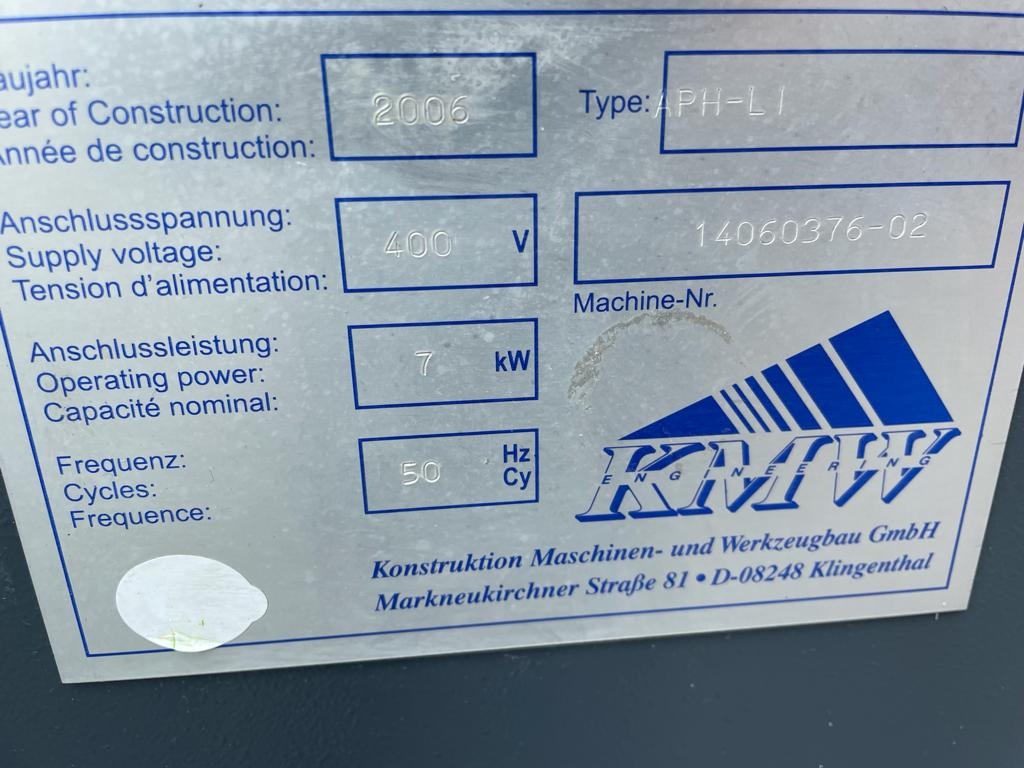 aujahr:
ear of Construction:
Année de construction:
2006
Type: APH-LI
Anschlussspannung:
Supply voltage:
Tension d'alimentation:
400 V
14060376-02
Machine-Nr.
Anschlussleistung:
Operating power:
Capacité nominal:
7 kW
Frequenz:
Cycles:
Frequence:
50
Hz
Cy
KMW
ENGINEERING
Konstruktion Maschinen- und Werkzeugbau GmbH
Markneukirchner Straße 81 • D-08248 Klingenthal